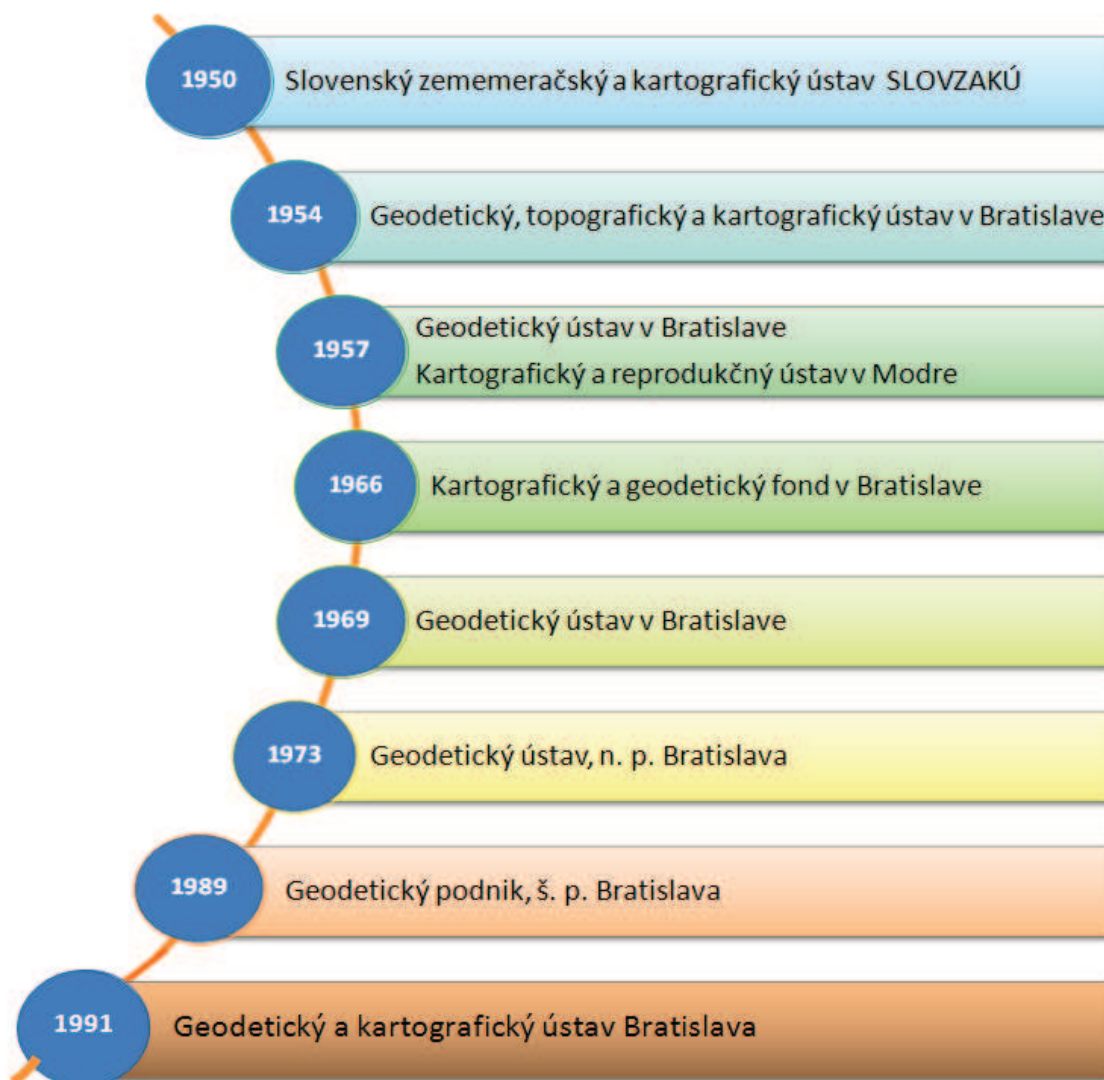 1950
Slovenský zememeračský a kartografický ústav SLOVZAKÚ
1954
Geodetický, topografický a kartografický ústav v Bratislave
1957
Geodetický ústav v Bratislave
Kartografický a reprodukčný ústav v Modre
1966
Kartografický a geodetický fond v Bratislave
1969
Geodetický ústav v Bratislave
1973
Geodetický ústav, n. p. Bratislava
1989
Geodetický podnik, š. p. Bratislava
1991
Geodetický a kartografický ústav Bratislava